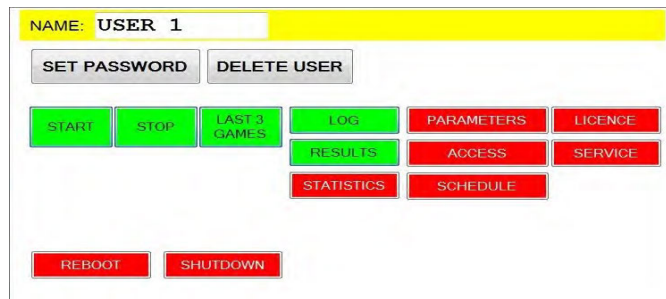 NAME: USER 1
SET PASSWORD DELETE USER
START STOP LAST 3 GAMES LOG PARAMETERS LICENCE
RESULTS ACCESS SERVICE
STATISTICS SCHEDULE
REBOOT SHUTDOWN